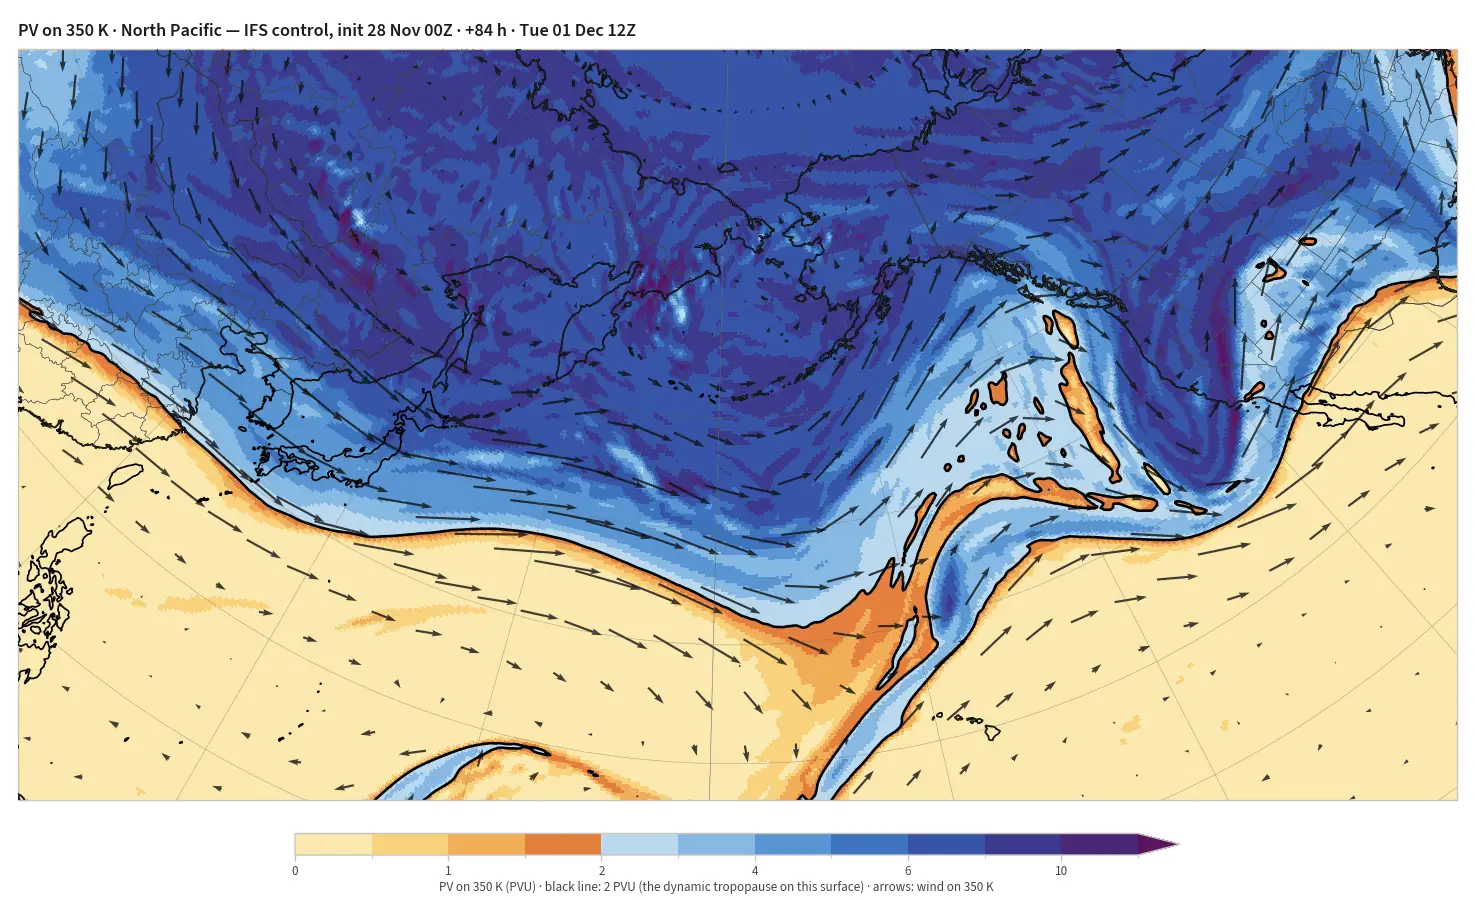 PV on 350 K · North Pacific — IFS control, init 28 Nov 00Z · +84 h · Tue 01 Dec 12Z
0 1 2 4 6 10
PV on 350 K (PVU) · black line: 2 PVU (the dynamic tropopause on this surface) · arrows: wind on 350 K